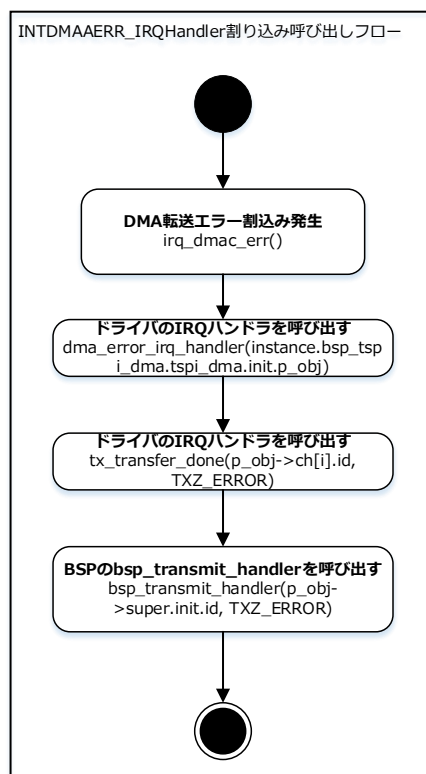 INTDMAAERR_IRQHandler割り込み呼び出しフロー
DMA転送エラー割込み発生
irq_dmac_err()
ドライバのIRQハンドラを呼び出す
dma_error_irq_handler(instance.bsp_tsp
i_dma.tspi_dma.init.p_obj)
ドライバのIRQハンドラを呼び出す
tx_transfer_done(p_obj->ch[i].id,
TXZ_ERROR)
BSPのbsp_transmit_handlerを呼び出す
bsp_transmit_handler(p_obj-
>super.init.id, TXZ_ERROR)